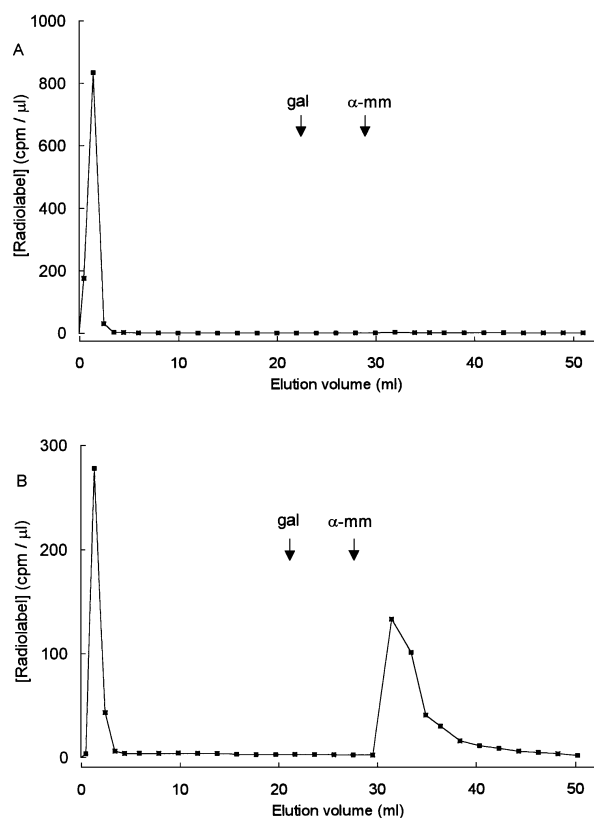 A
[Radiolabel] (cpm / μl)
1000
800
600
400
200
0
gal
α-mm
0 10 20 30 40 50
Elution volume (ml)
B
[Radiolabel] (cpm / μl)
300
200
100
0
gal
α-mm
0 10 20 30 40 50
Elution volume (ml)